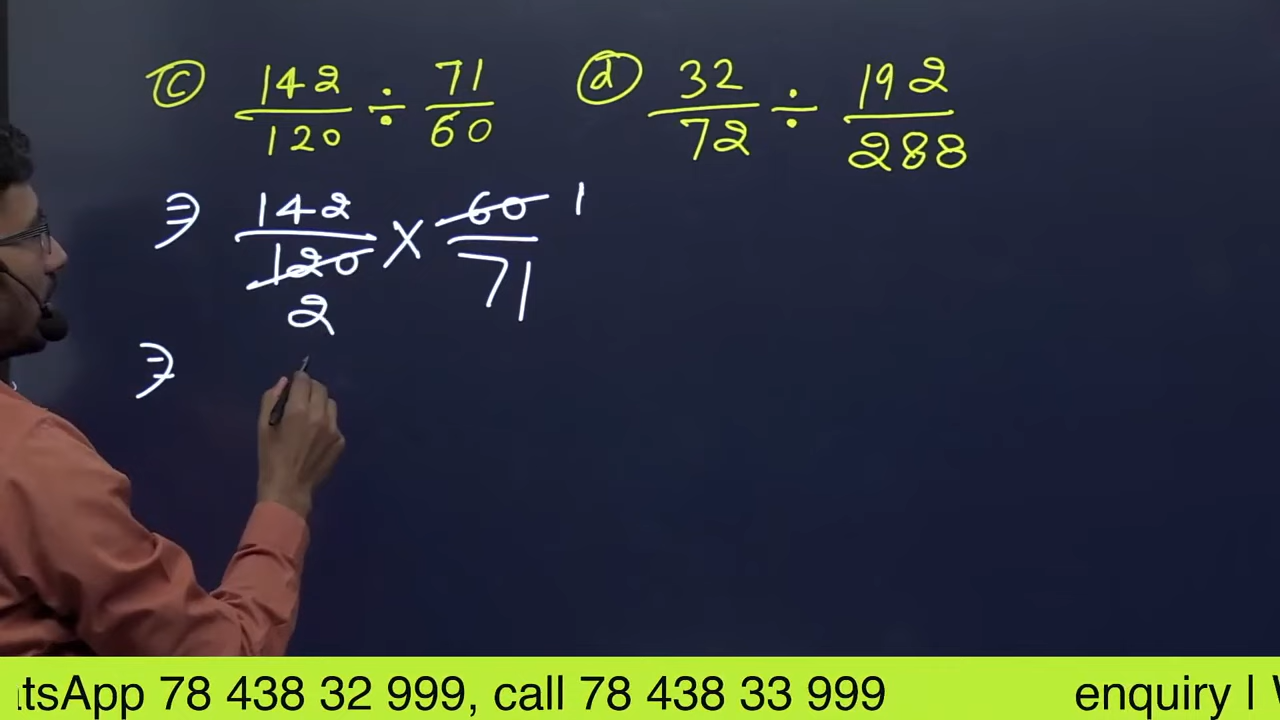 ⓒ 142/120 ÷ 71/60 ⓓ 32/72 ÷ 192/288
⇒ 142/120 × 60/71 1
2
⇒
tsApp 78 438 32 999, call 78 438 33 999 enquiry